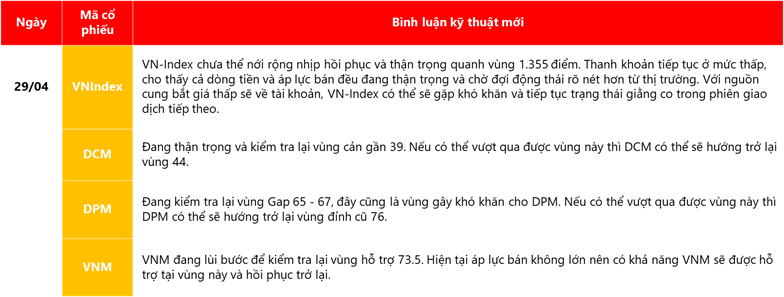 Ngày
Mã cổ
phiếu
Bình luận kỹ thuật mới
29/04
VNIndex
VN-Index chưa thể nới rộng nhịp hồi phục và thận trọng quanh vùng 1.355 điểm. Thanh khoản tiếp tục ở mức thấp,
cho thấy cả dòng tiền và áp lực bán đều đang thận trọng và chờ đợi động thái rõ nét hơn từ thị trường. Với nguồn
cung bắt giá thấp sẽ về tài khoản, VN-Index có thể sẽ gặp khó khăn và tiếp tục trạng thái giằng co trong phiên giao
dịch tiếp theo.
DCM
Đang thận trọng và kiểm tra lại vùng cản gần 39. Nếu có thể vượt qua được vùng này thì DCM có thể sẽ hướng trở lại
vùng 44.
DPM
Đang kiểm tra lại vùng Gap 65 - 67, đây cũng là vùng gây khó khăn cho DPM. Nếu có thể vượt qua được vùng này thì
DPM có thể sẽ hướng trở lại vùng đỉnh cũ 76.
VNM
VNM đang lùi bước để kiểm tra lại vùng hỗ trợ 73.5. Hiện tại áp lực bán không lớn nên có khả năng VNM sẽ được hỗ
trợ tại vùng này và hồi phục trở lại.